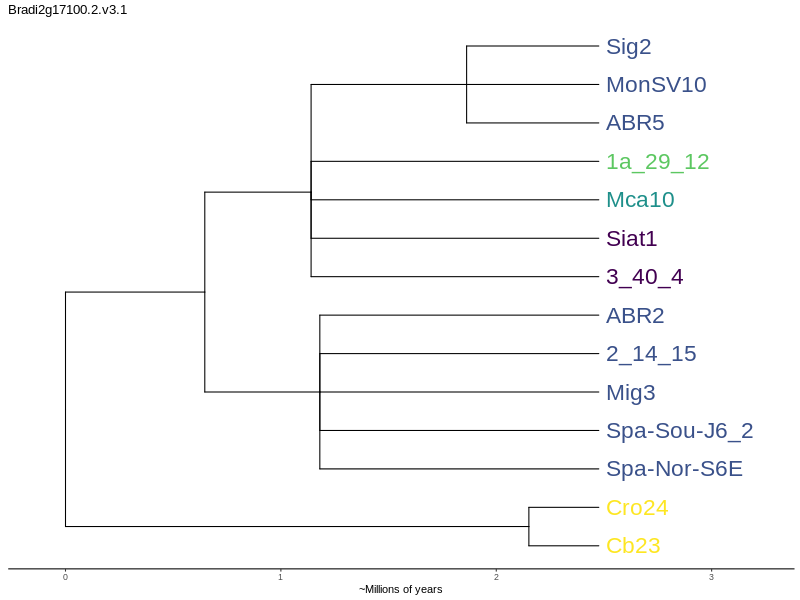 Bradi2g17100.2.v3.1
Sig2
MonSV10
ABR5
1a_29_12
Mca10
Siat1
3_40_4
ABR2
2_14_15
Mig3
Spa-Sou-J6_2
Spa-Nor-S6E
Cro24
Cb23
0 1 2 3
~Millions of years